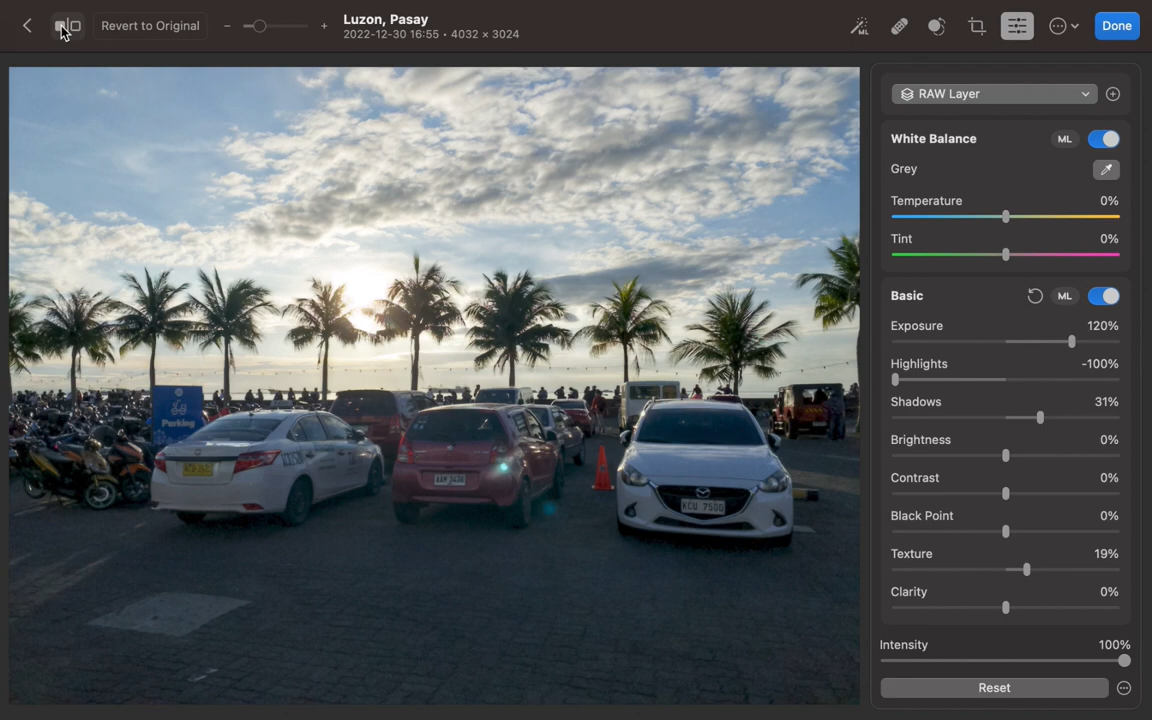 Revert to Original
Luzon, Pasay
2022-12-30 16:55 • 4032 × 3024
ML
Done
RAW Layer
White Balance ML
Grey
Temperature 0%
Tint 0%
Basic ML
Exposure 120%
Highlights -100%
Shadows 31%
Brightness 0%
Contrast 0%
Black Point 0%
Texture 19%
Clarity 0%
Intensity 100%
Reset
Parking